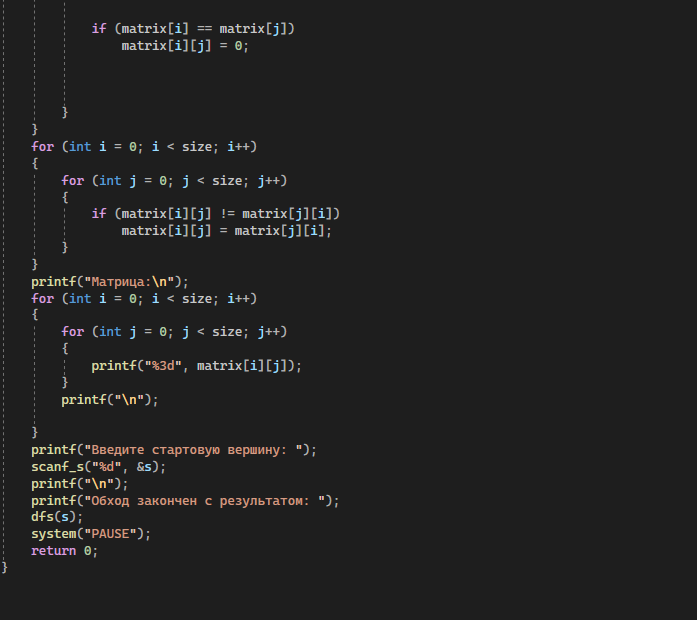 if (matrix[i] == matrix[j])
matrix[i][j] = 0;
}
}
for (int i = 0; i < size; i++)
{
for (int j = 0; j < size; j++)
{
if (matrix[i][j] != matrix[j][i])
matrix[i][j] = matrix[j][i];
}
}
printf("Матрица:\n");
for (int i = 0; i < size; i++)
{
for (int j = 0; j < size; j++)
{
printf("%3d", matrix[i][j]);
}
printf("\n");
}
printf("Введите стартовую вершину: ");
scanf_s("%d", &s);
printf("\n");
printf("Обход закончен с результатом: ");
dfs(s);
system("PAUSE");
return 0;
}